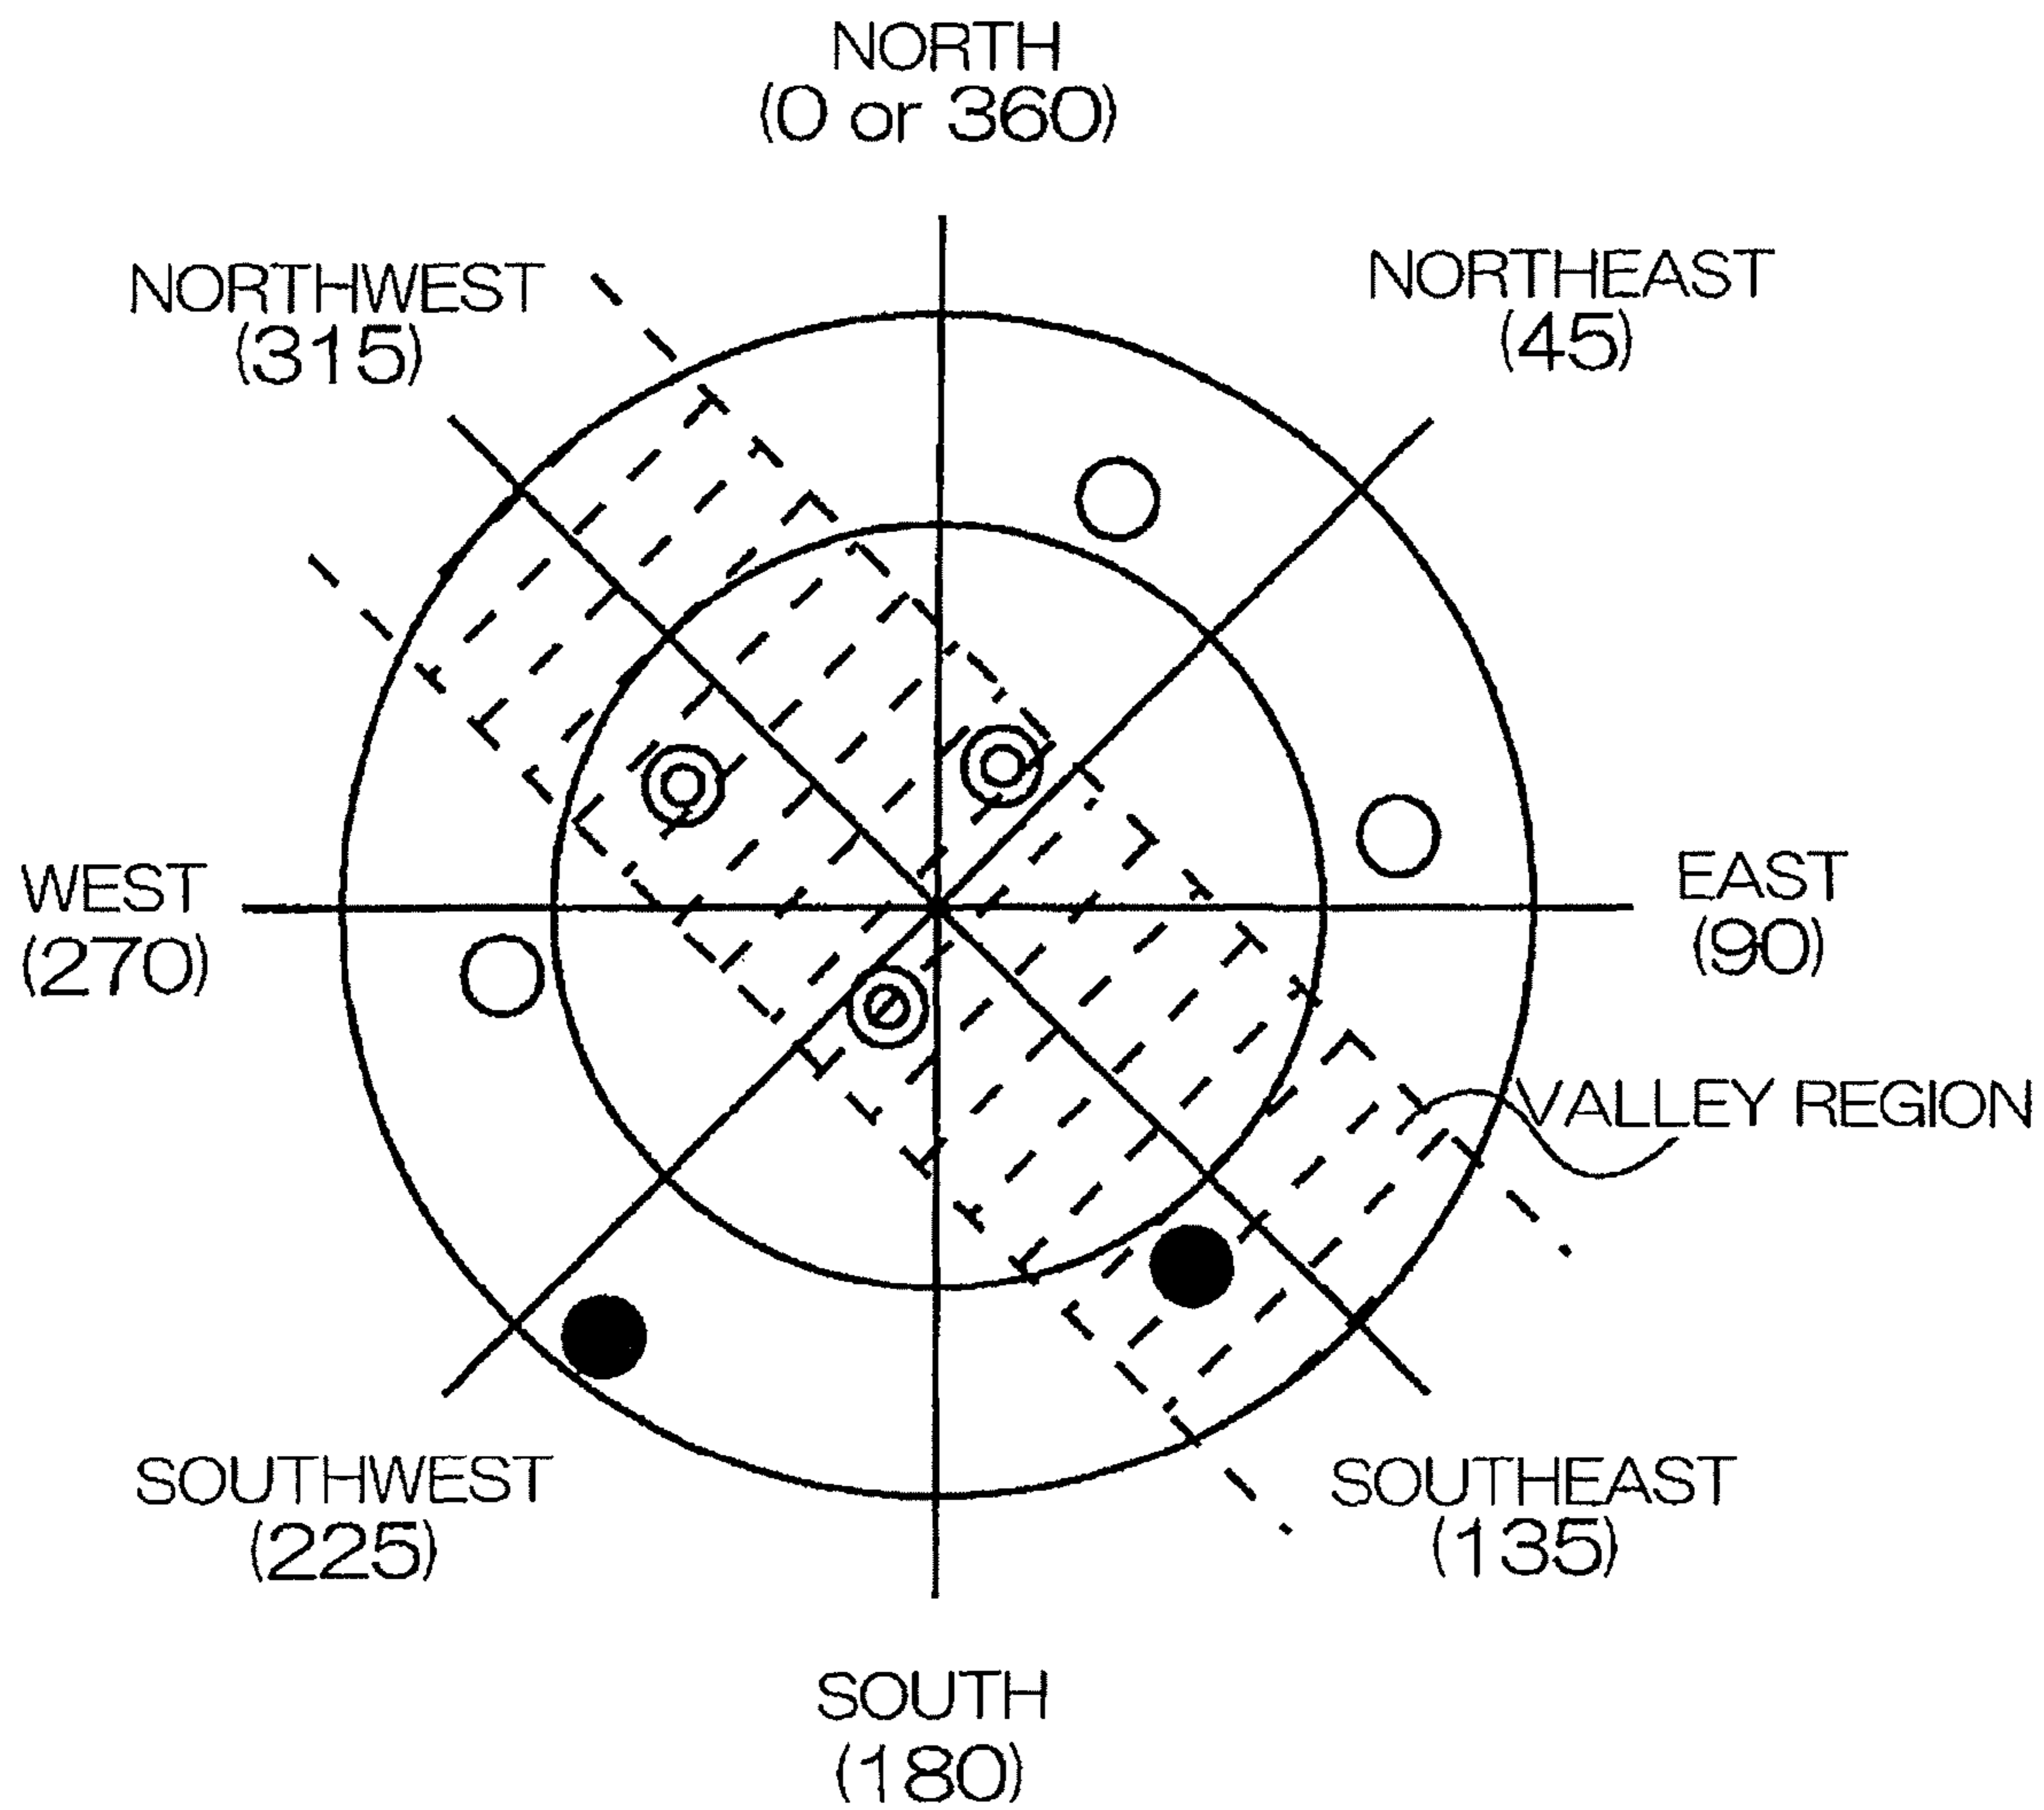 NORTH
(0 or 360)
NORTHWEST
(315)
NORTHEAST
(45)
WEST
(270)
EAST
(90)
VALLEY REGION
SOUTHWEST
(225)
SOUTHEAST
(135)
SOUTH
(180)